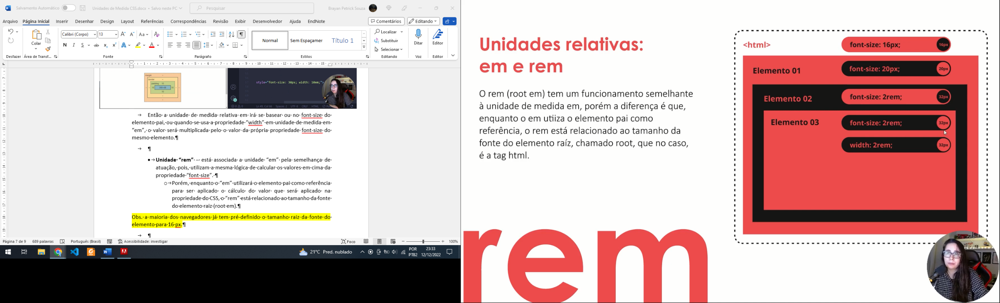 Salvamento Automático
Unidades de Medida CSS.docx • Salvo neste PC
Pesquisar
Brayan Petrick Souza
Arquivo
Página Inicial
Inserir
Desenhar
Design
Layout
Referências
Correspondências
Revisão
Exibir
Desenvolvedor
Ajuda
EndNote
Comentários
Editando
Colar
Calibri (Corpo)
13
Normal
Sem Espaçamer
Título 1
Localizar
Substituir
Selecionar
Ditar
Editor
Desfazer
Área de Transf...
Fonte
Parágrafo
Estilos
Editando
Voz
Editor
margin
border
padding 10
style="font-size: 30px; width: 10em;">
Ln 49, Col 66 Spaces: 2 UTF-8 CRLF HTML
Então a unidade de medida relativa em irá se basear ou no font-size do
elemento pai, ou quando se usa a propriedade “width” em unidade de medida em
“em”, o valor será multiplicada pelo o valor da própria propriedade font-size do
mesmo elemento.¶
¶
Unidade “rem” – está associada a unidade “em” pela semelhança de
atuação, pois, utilizam a mesma lógica de calcular os valores em cima da
propriedade “font-size”. ¶
Porém, enquanto o “em” utilizará o elemento pai como referência
para ser aplicado o cálculo do valor que será aplicado na
propriedade do CSS, o “rem” está relacionado ao tamanho da fonte
do elemento raiz (root em).¶
Obs. a maioria dos navegadores já tem pré-definido o tamanho raiz da fonte do
elemento para 16 px.¶
¶
Página 7 de 9
689 palavras
Português (Brasil)
Acessibilidade: investigar
Foco
100%
21°C Pred. nublado
POR
PTB2
23:33
12/12/2022
Unidades relativas:
em e rem
O rem (root em) tem um funcionamento semelhante
à unidade de medida em, porém a diferença é que,
enquanto o em utiiza o elemento pai como
referência, o rem está relacionado ao tamanho da
fonte do elemento raíz, chamado root, que no caso,
é a tag html.
rem
<html>
font-size: 16px;
16px
Elemento 01
font-size: 20px;
20px
Elemento 02
font-size: 2rem;
32px
Elemento 03
font-size: 2rem;
32px
width: 2rem;
32px